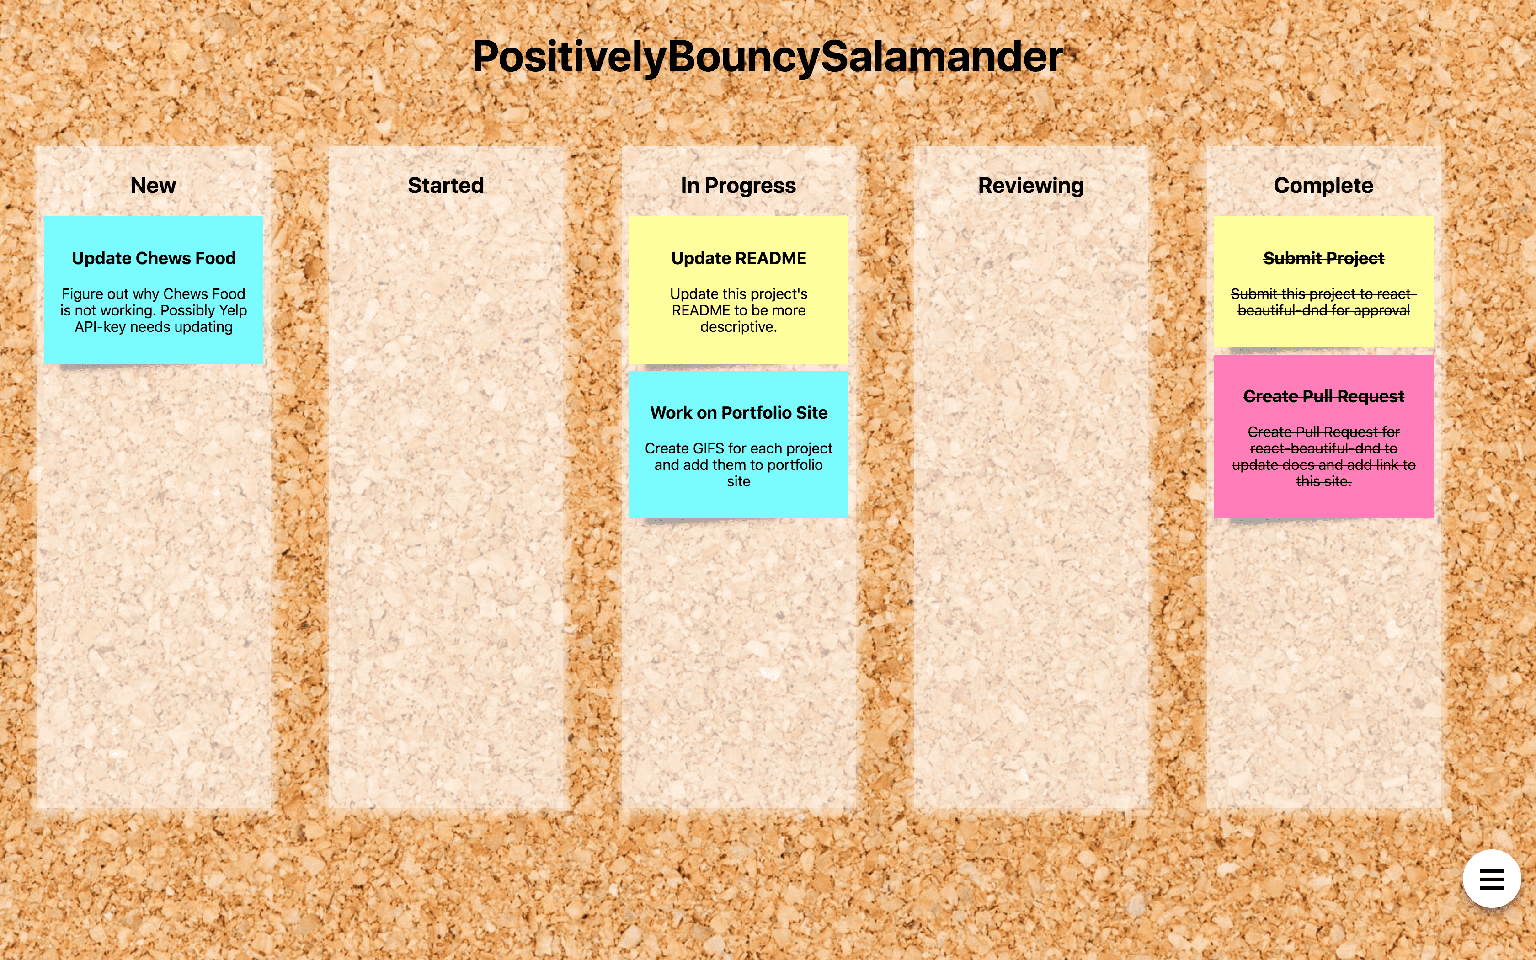 PositivelyBouncySalamander
New
Update Chews Food
Figure out why Chews Food
is not working. Possibly Yelp
API-key needs updating
Started
In Progress
Update README
Update this project's
README to be more
descriptive.
Work on Portfolio Site
Create GIFS for each project
and add them to portfolio
site
Reviewing
Complete
Submit Project
Submit this project to react-
beautiful-dnd for approval
Create Pull Request
Create Pull Request for
react-beautiful-dnd to
update docs and add link to
this site.